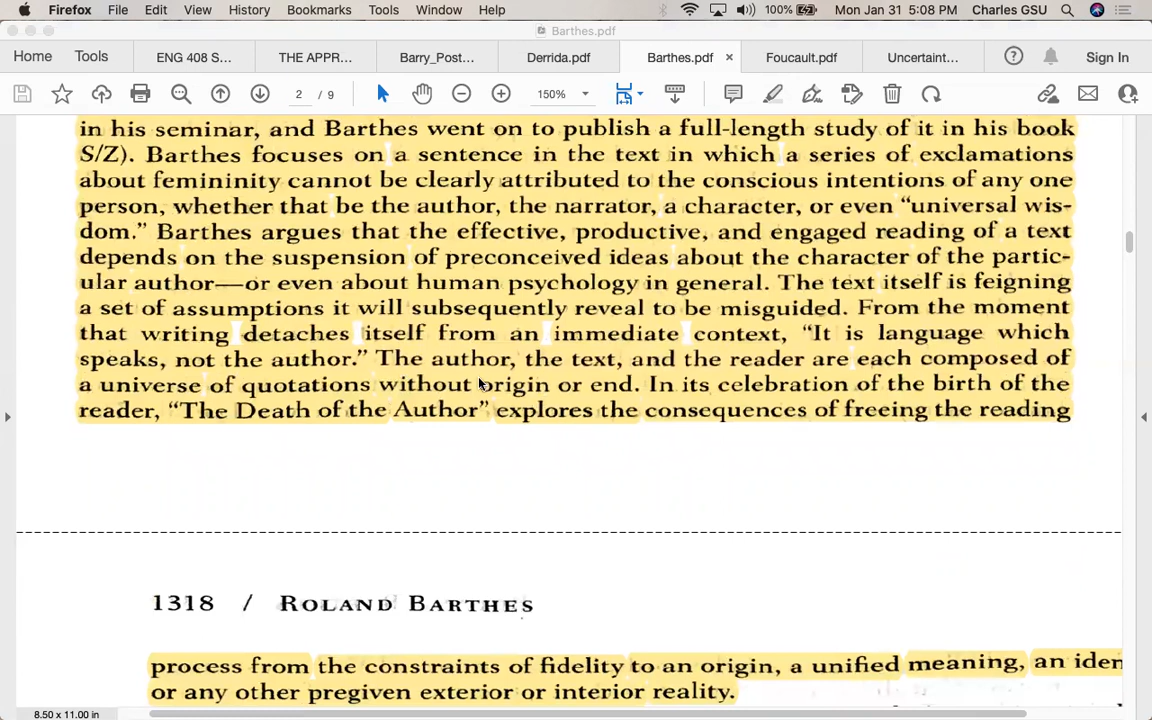 Firefox File Edit View History Bookmarks Tools Window Help 100% Mon Jan 31 5:08 PM Charles GSU
Barthes.pdf
Home Tools ENG 408 S... THE APPR... Barry_Post... Derrida.pdf Barthes.pdf × Foucault.pdf Uncertaint... ? Sign In
2 / 9 150%
in his seminar, and Barthes went on to publish a full-length study of it in his book
S/Z). Barthes focuses on a sentence in the text in which a series of exclamations
about femininity cannot be clearly attributed to the conscious intentions of any one
person, whether that be the author, the narrator, a character, or even “universal wis-
dom.” Barthes argues that the effective, productive, and engaged reading of a text
depends on the suspension of preconceived ideas about the character of the partic-
ular author—or even about human psychology in general. The text itself is feigning
a set of assumptions it will subsequently reveal to be misguided. From the moment
that writing detaches itself from an immediate context, “It is language which
speaks, not the author.” The author, the text, and the reader are each composed of
a universe of quotations without origin or end. In its celebration of the birth of the
reader, “The Death of the Author” explores the consequences of freeing the reading
1318 / ROLAND BARTHES
process from the constraints of fidelity to an origin, a unified meaning, an iden
or any other pregiven exterior or interior reality.
8.50 x 11.00 in